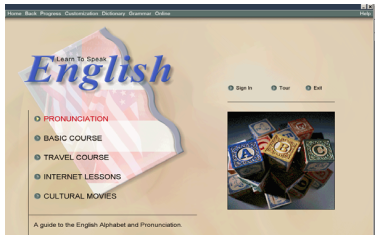 Home Back Progress Customization Dictionary Grammar Online Help
Learn To Speak
English
Sign In Tour Exit
PRONUNCIATION
BASIC COURSE
TRAVEL COURSE
INTERNET LESSONS
CULTURAL MOVIES
A B C
A guide to the English Alphabet and Pronunciation.